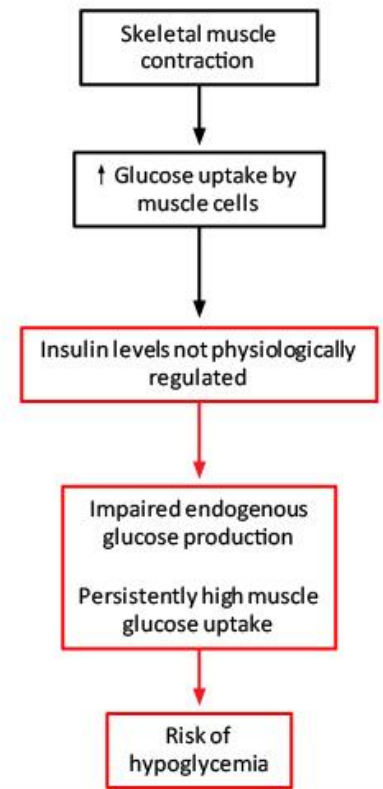 Skeletal muscle
contraction
↑ Glucose uptake by
muscle cells
Insulin levels not physiologically
regulated
Impaired endogenous
glucose production
Persistently high muscle
glucose uptake
Risk of
hypoglycemia